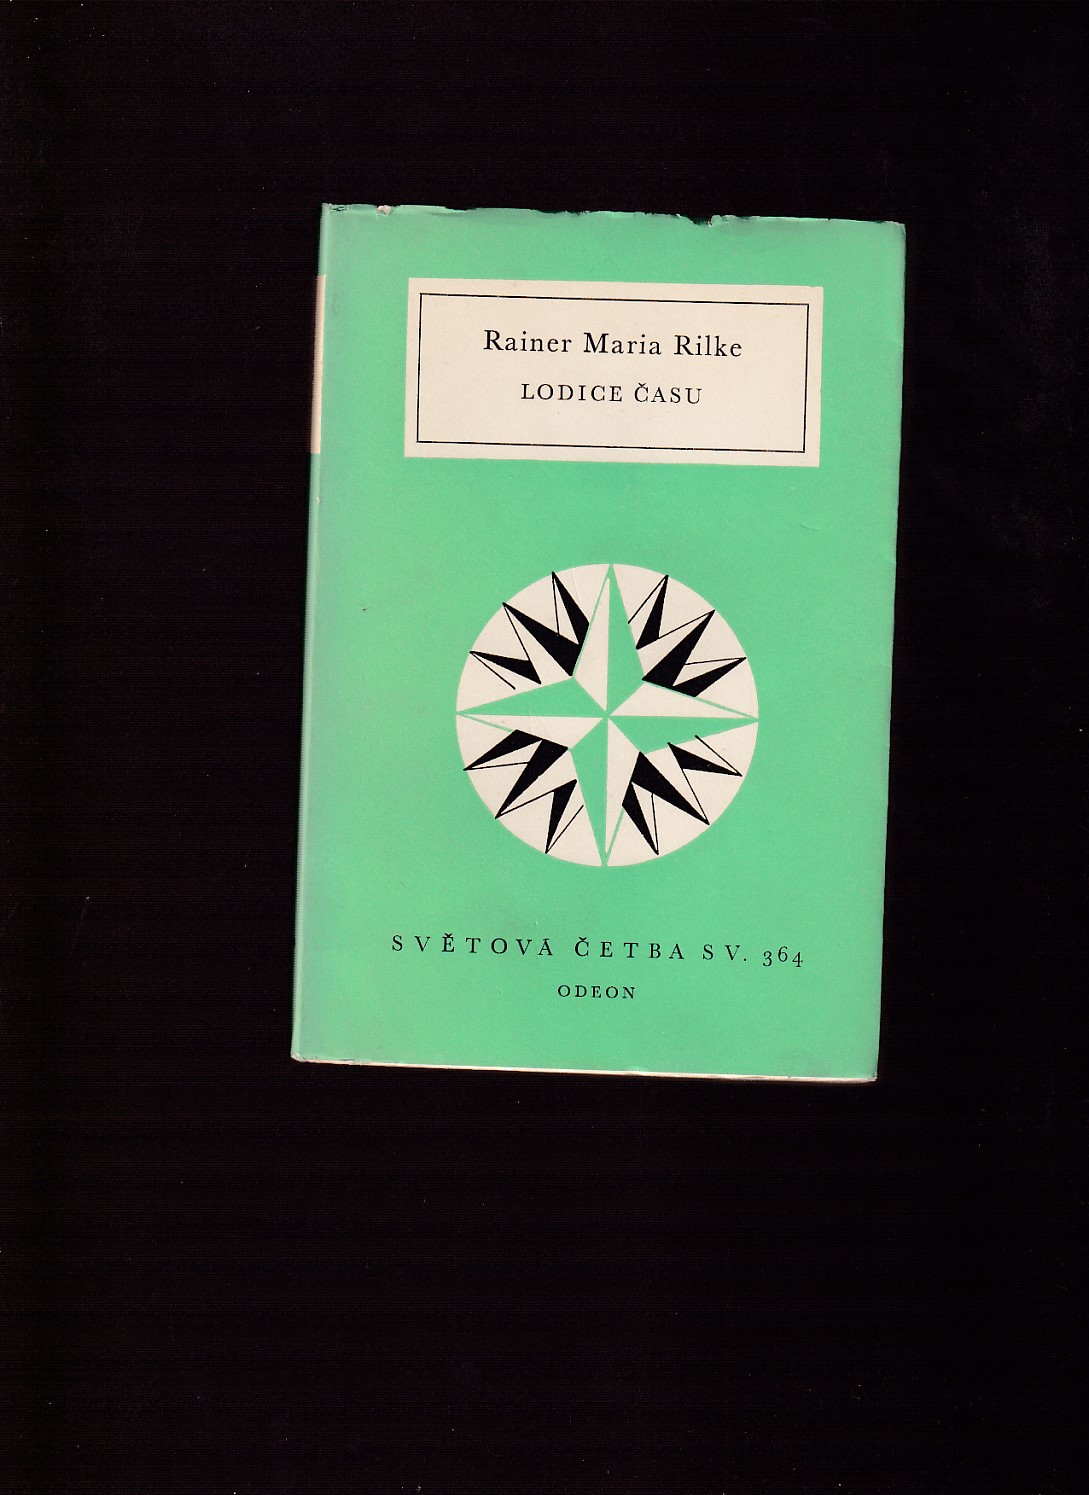 Rainer Maria Rilke
LODICE ČASU
SVĚTOVÁ ČETBA SV. 364
ODEON